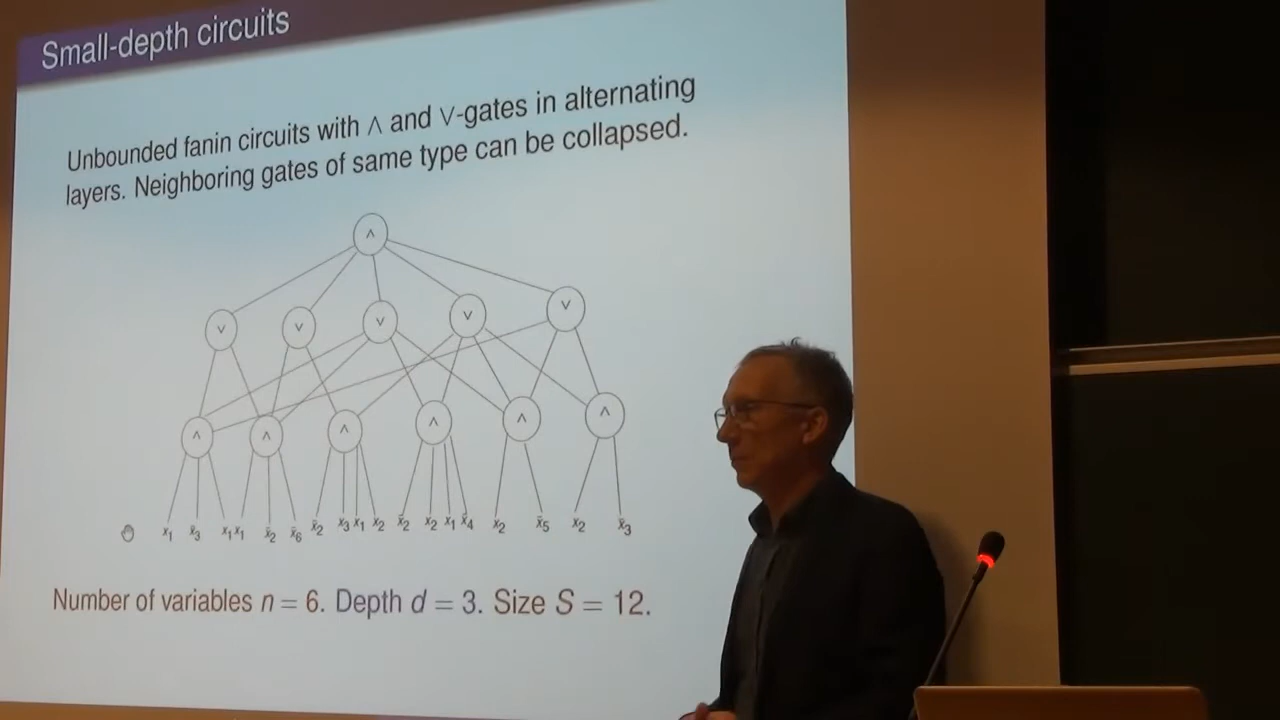 Small-depth circuits
Unbounded fanin circuits with ∧ and ∨-gates in alternating
layers. Neighboring gates of same type can be collapsed.
∧
∨ ∨ ∨ ∨ ∨
∧ ∧ ∧ ∧ ∧ ∧
x₁ x̄₃ x₁ x₁ x̄₂ x̄₆ x̄₂ x̄₃ x₁ x₂ x̄₂ x₂ x₁ x̄₄ x₂ x̄₅ x₂ x̄₃
Number of variables n = 6. Depth d = 3. Size S = 12.